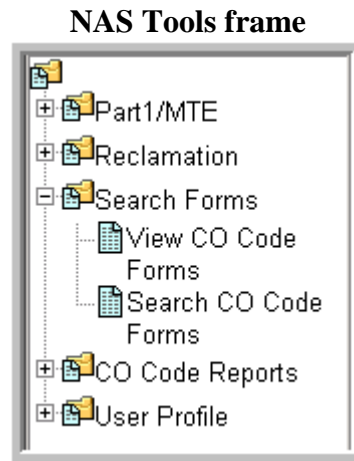 NAS Tools frame
Part1/MTE
Reclamation
Search Forms
View CO Code
Forms
Search CO Code
Forms
CO Code Reports
User Profile